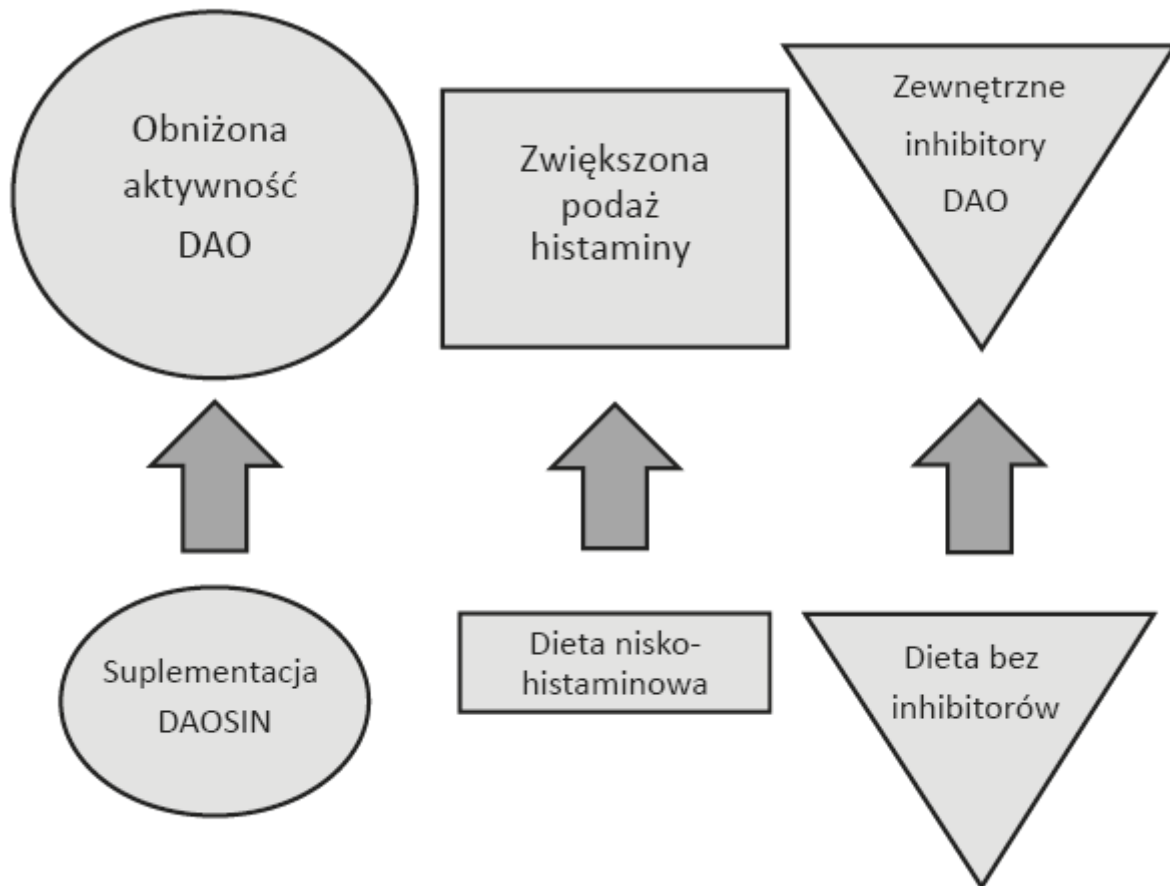 Obniżona
aktywność
DAO
Zwiększona
podaż
histaminy
Zewnętrzne
inhibitory
DAO
Suplementacja
DAOSIN
Dieta nisko-
histaminowa
Dieta bez
inhibitorów